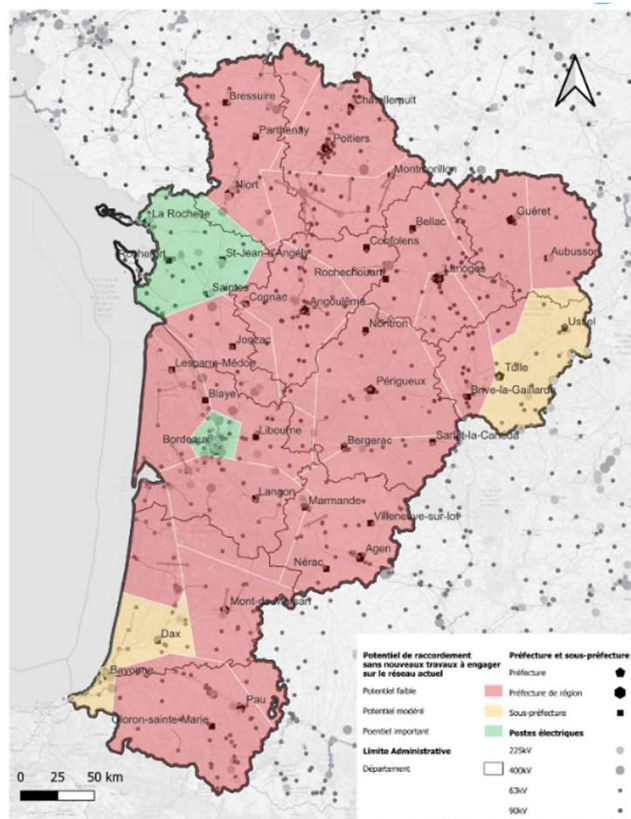 Bressuire
Châtellerault
Parthenay
Poitiers
Montmorillon
Niort
La Rochelle
Guéret
Bellac
Confolens
Rochefort
St-Jean-d'Angély
Aubusson
Rochechouart
Limoges
Saintes
Cognac
Angoulême
Nontron
Ussel
Jonzac
Lesparre-Médoc
Tulle
Périgueux
Brive-la-Gaillarde
Blaye
Bordeaux
Libourne
Bergerac
Sarlat-la-Canéda
Langon
Marmande
Villeneuve-sur-lot
Agen
Nérac
Mont-de-Marsan
Dax
Bayonne
Pau
Oloron-sainte-Marie
0 25 50 km
Potentiel de raccordement
sans nouveaux travaux à engager
sur le réseau actuel
Potentiel faible
Potentiel modéré
Poentiel important
Limite Administrative
Département
Préfecture et sous-préfecture
Préfecture
Préfecture de région
Sous-préfecture
Postes électriques
225kV
400kV
63kV
90kV